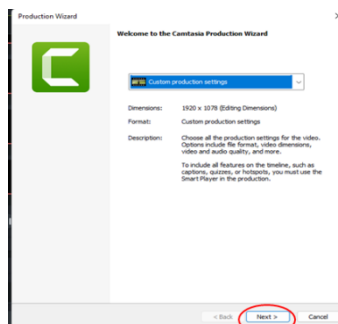 Production Wizard
Welcome to the Camtasia Production Wizard
Custom production settings
Dimensions: 1920 x 1078 (Editing Dimensions)
Format: Custom production settings
Description: Choose all the production settings for the video.
Options include file format, video dimensions,
video and audio quality, and more.
To include all features on the timeline, such as
captions, quizzes, or hotspots, you must use the
Smart Player in the production.
< Back Next > Cancel